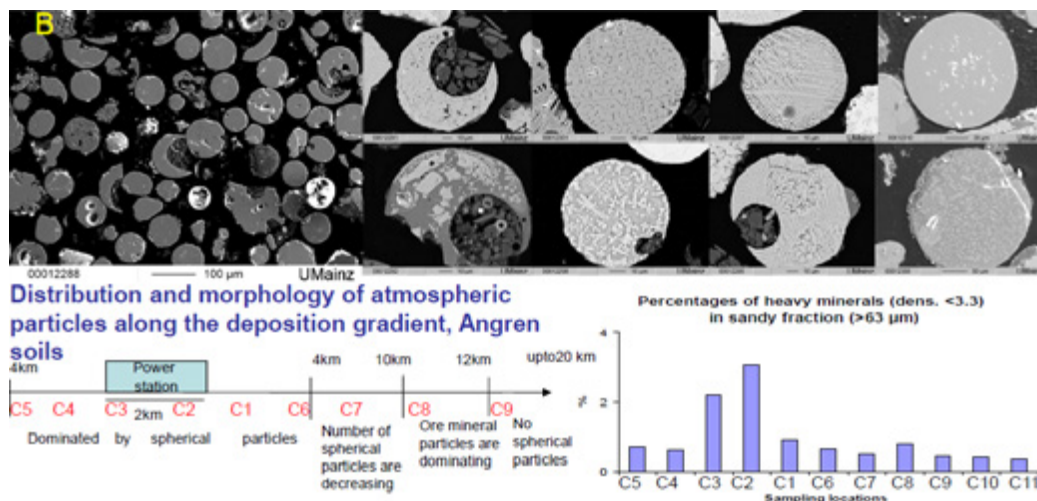 B
00012288
100 µm
UMainz
Distribution and morphology of atmospheric
particles along the deposition gradient, Angren
soils
4km
Power
station
4km
10km
12km
upto20 km
C5
C4
C3
2km
C2
C1
C6
C7
C8
C9
Dominated by spherical particles
Number of
spherical
particles are
decreasing
Ore mineral
particles are
dominating
No
spherical
particles
Percentages of heavy minerals (dens. <3.3)
in sandy fraction (>63 µm)
4
%
2
0
C5 C4 C3 C2 C1 C6 C7 C8 C9 C10 C11
Sampling locations